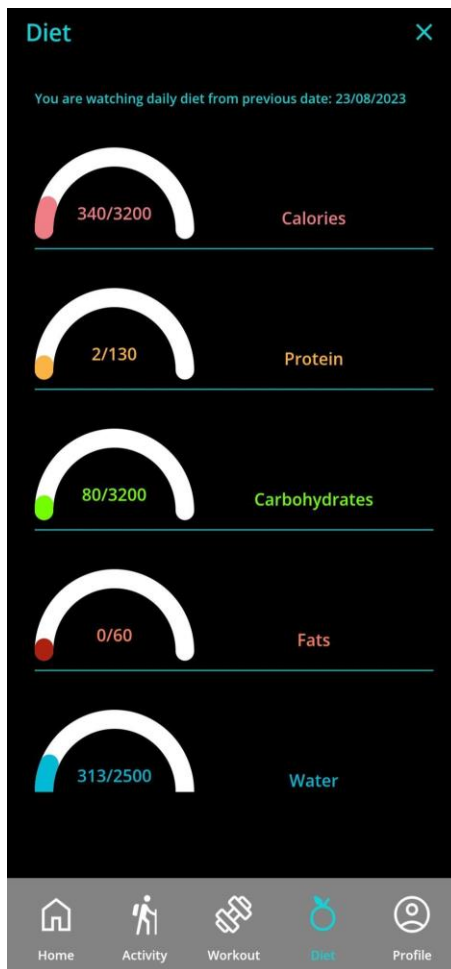 Diet
You are watching daily diet from previous date: 23/08/2023
340/3200
Calories
2/130
Protein
80/3200
Carbohydrates
0/60
Fats
313/2500
Water
Home Activity Workout Diet Profile